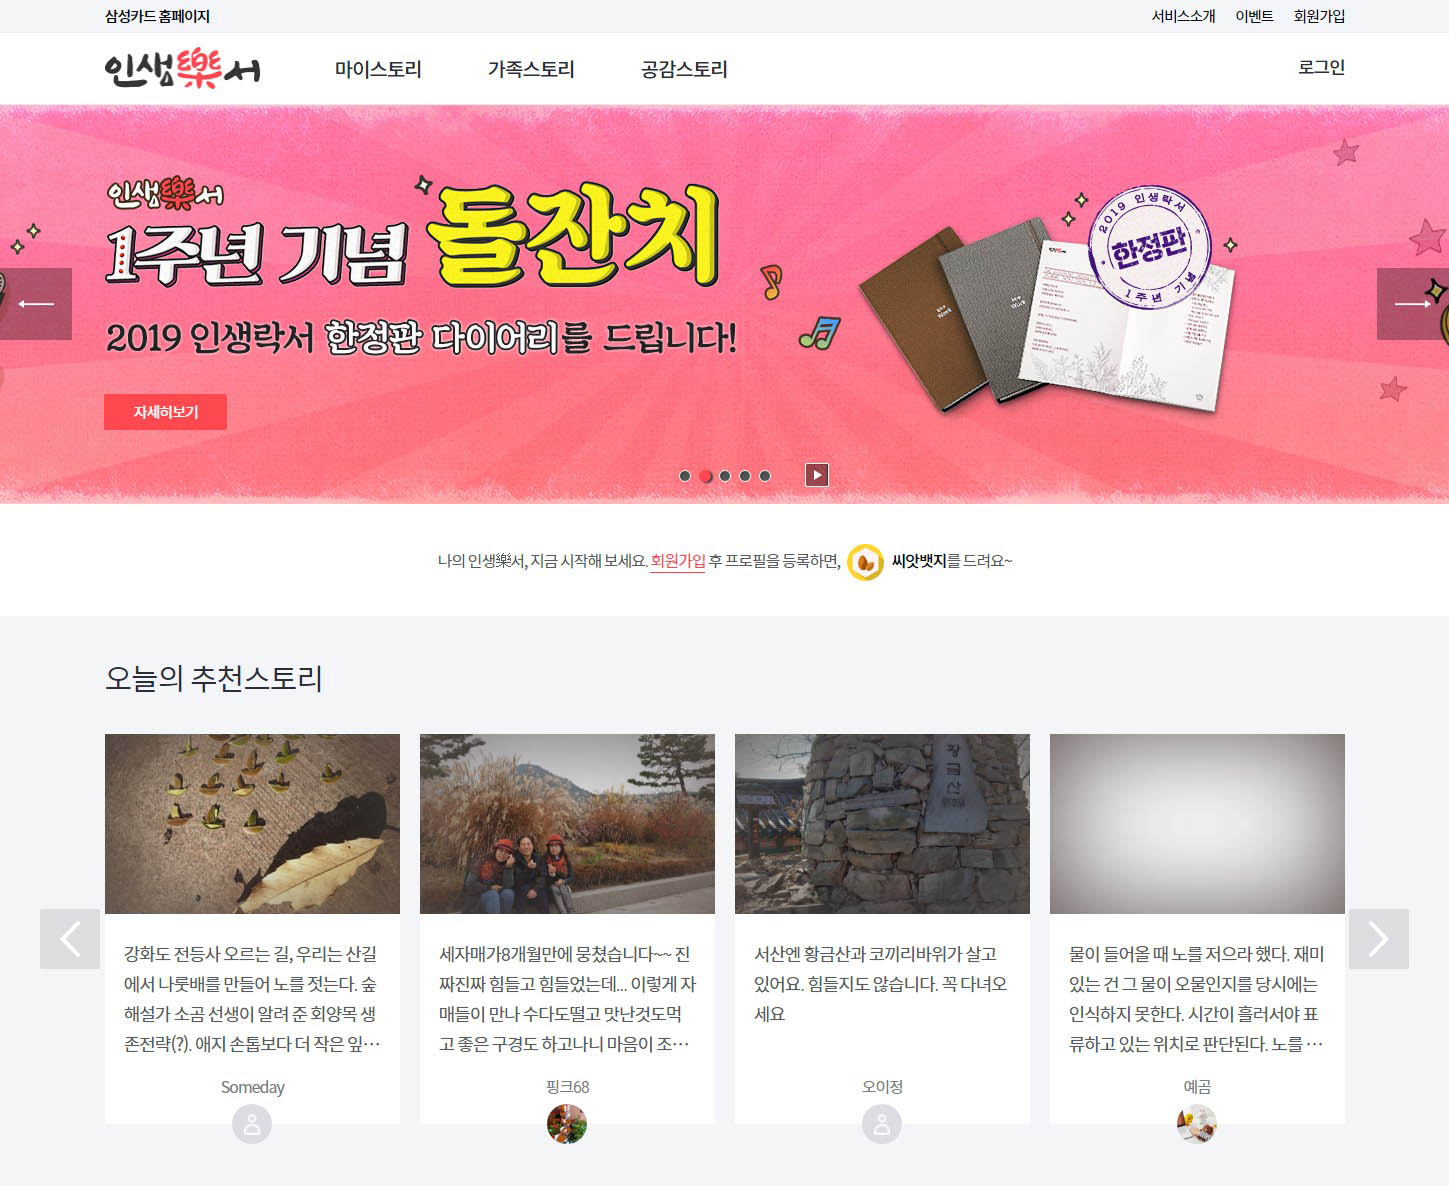 삼성카드 홈페이지
서비스소개 이벤트 회원가입
인생樂서
마이스토리 가족스토리 공감스토리
로그인
인생樂서
1주년 기념 돌잔치
2019 인생락서 한정판 다이어리를 드립니다!
2019 인생락서
한정판
1주년 기념
자세히보기
나의 인생樂서, 지금 시작해 보세요. 회원가입 후 프로필을 등록하면, 씨앗뱃지를 드려요~
오늘의 추천스토리
황금산
강화도 전등사 오르는 길, 우리는 산길
에서 나룻배를 만들어 노를 젓는다. 숲
해설가 소곰 선생이 알려 준 회양목 생
존전략(?). 애지 손톱보다 더 작은 잎…
Someday
세자매가8개월만에 뭉쳤습니다~~ 진
짜진짜 힘들고 힘들었는데... 이렇게 자
매들이 만나 수다도떨고 맛난것도먹
고 좋은 구경도 하고나니 마음이 조…
핑크68
서산엔 황금산과 코끼리바위가 살고
있어요. 힘들지도 않습니다. 꼭 다녀오
세요
오이정
물이 들어올 때 노를 저으라 했다. 재미
있는 건 그 물이 오물인지를 당시에는
인식하지 못한다. 시간이 흘러서야 표
류하고 있는 위치로 판단된다. 노를 …
예곰